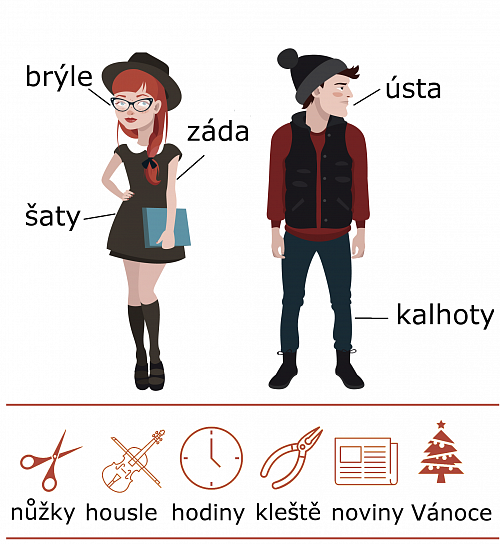 brýle
ústa
záda
šaty
kalhoty
nůžky housle hodiny kleště noviny Vánoce